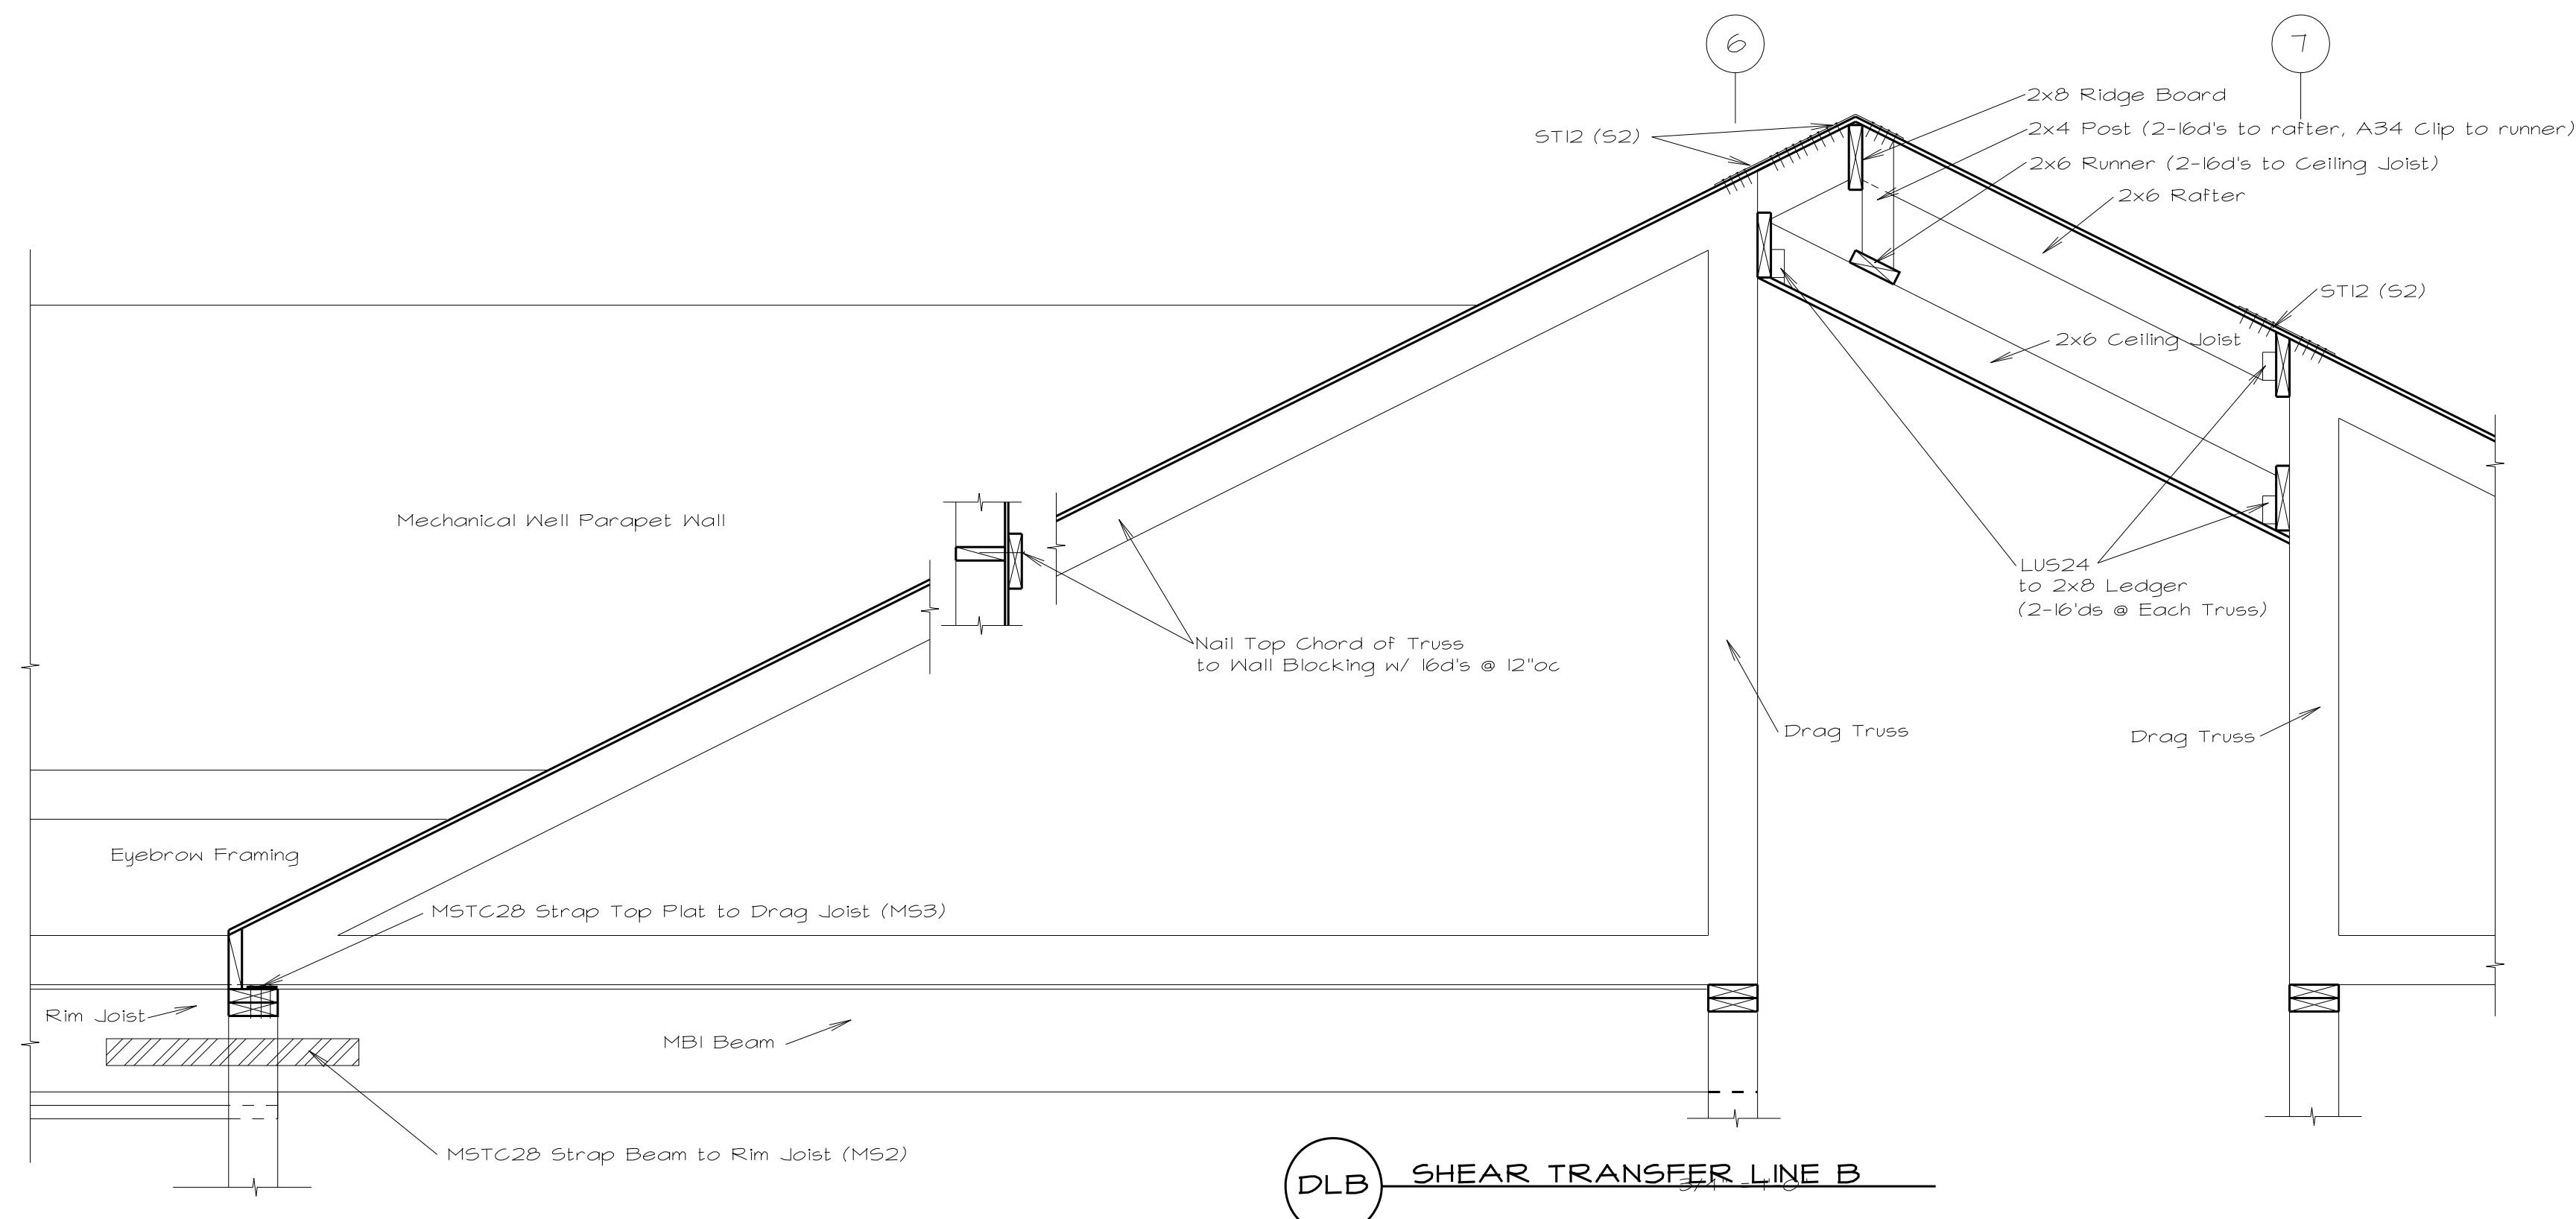 6
7
2x8 Ridge Board
ST12 (S2)
2x4 Post (2-16d's to rafter, A34 Clip to runner)
2x6 Runner (2-16d's to Ceiling Joist)
2x6 Rafter
ST12 (S2)
2x6 Ceiling Joist
Mechanical Well Parapet Wall
LUS24
to 2x8 Ledger
(2-16'ds @ Each Truss)
Nail Top Chord of Truss
to Wall Blocking w/ 16d's @ 12"oc
Drag Truss
Drag Truss
Eyebrow Framing
MSTC28 Strap Top Plat to Drag Joist (MS3)
Rim Joist
MB1 Beam
MSTC28 Strap Beam to Rim Joist (MS2)
DLB
SHEAR TRANSFER LINE B